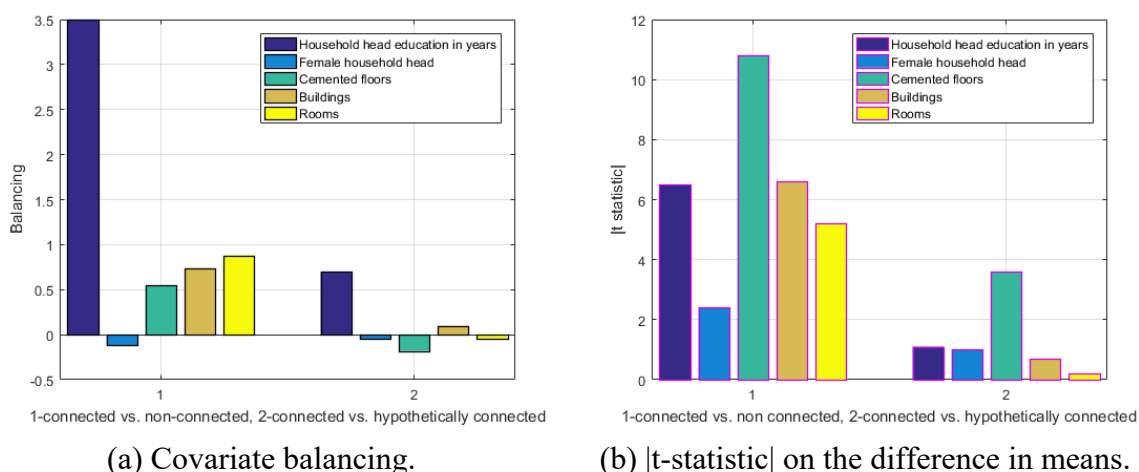 3.5
3
2.5
2
1.5
1
0.5
0
-0.5
Balancing
Household head education in years
Female household head
Cemented floors
Buildings
Rooms
1
2
1-connected vs. non-connected, 2-connected vs. hypothetically connected
(a) Covariate balancing.
12
10
8
6
4
2
0
|t statistic|
Household head education in years
Female household head
Cemented floors
Buildings
Rooms
1
2
1-connected vs. non connected, 2-connected vs. hypothetically connected
(b) |t-statistic| on the difference in means.